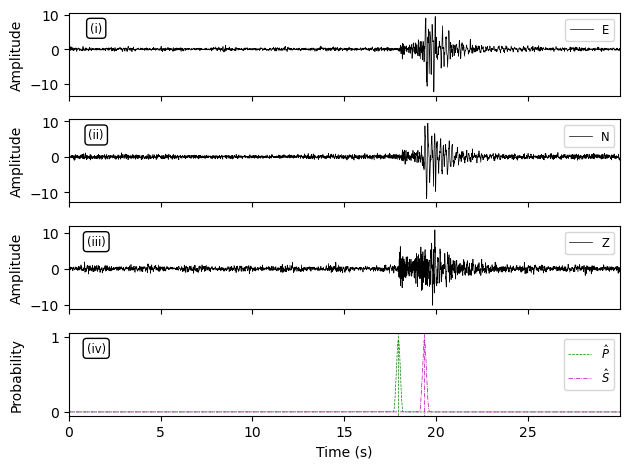 Amplitude
10
0
−10
(i)
E
Amplitude
10
0
−10
(ii)
N
Amplitude
10
0
−10
(iii)
Z
Probability
1
0
(iv)
P̂
Ŝ
0 5 10 15 20 25
Time (s)